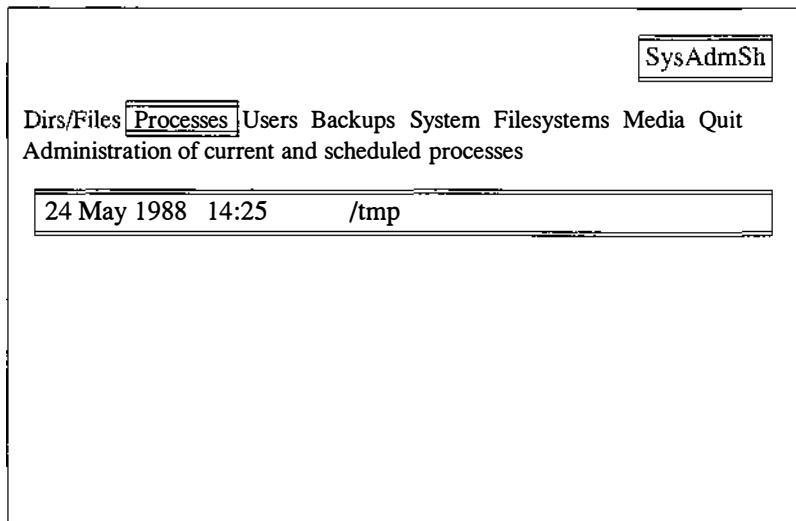 SysAdmSh
Dirs/Files Processes Users Backups System Filesystems Media Quit
Administration of current and scheduled processes
24 May 1988 14:25 /tmp